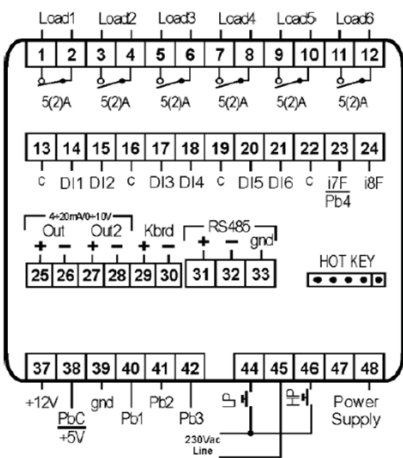 Load1 Load2 Load3 Load4 Load5 Load6
1 2 3 4 5 6 7 8 9 10 11 12
5(2)A 5(2)A 5(2)A 5(2)A 5(2)A 5(2)A
13 14 15 16 17 18 19 20 21 22 23 24
c DI1 DI2 c DI3 DI4 c DI5 DI6 c i7F i8F
Pb4
4÷20mA/0÷10V
Out Out2 Kbrd RS485
+ − + − + − + − gnd
25 26 27 28 29 30 31 32 33
HOT KEY
37 38 39 40 41 42 44 45 46 47 48
+12V PbC gnd Pb1 Pb2 Pb3 LP HP Power
+5V Supply
230Vac
Line